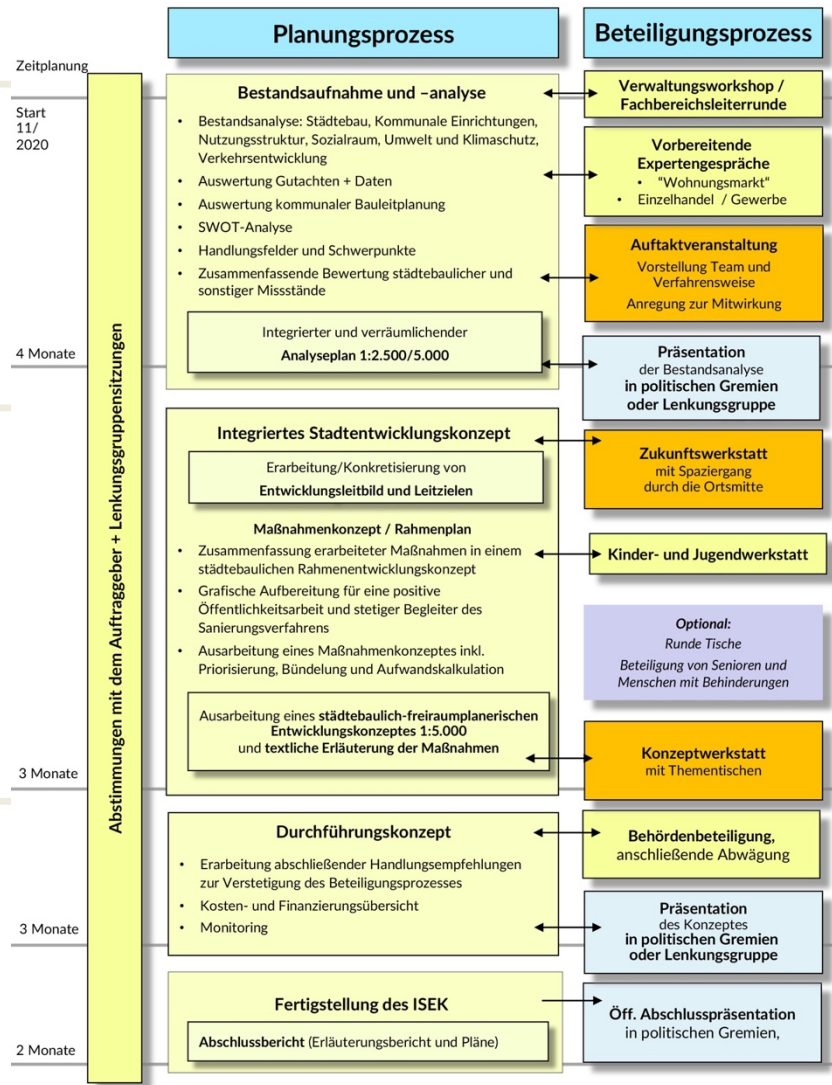 Planungsprozess
Beteiligungsprozess
Zeitplanung
Start
11/
2020
4 Monate
3 Monate
3 Monate
2 Monate
Abstimmungen mit dem Auftraggeber + Lenkungsgruppensitzungen
Bestandsaufnahme und –analyse
• Bestandsanalyse: Städtebau, Kommunale Einrichtungen,
Nutzungsstruktur, Sozialraum, Umwelt und Klimaschutz,
Verkehrsentwicklung
• Auswertung Gutachten + Daten
• Auswertung kommunaler Bauleitplanung
• SWOT-Analyse
• Handlungsfelder und Schwerpunkte
• Zusammenfassende Bewertung städtebaulicher und
sonstiger Missstände
Integrierter und verräumlichender
Analyseplan 1:2.500/5.000
Integriertes Stadtentwicklungskonzept
Erarbeitung/Konkretisierung von
Entwicklungsleitbild und Leitzielen
Maßnahmenkonzept / Rahmenplan
• Zusammenfassung erarbeiteter Maßnahmen in einem
städtebaulichen Rahmenentwicklungskonzept
• Grafische Aufbereitung für eine positive
Öffentlichkeitsarbeit und stetiger Begleiter des
Sanierungsverfahrens
• Ausarbeitung eines Maßnahmenkonzeptes inkl.
Priorisierung, Bündelung und Aufwandskalkulation
Ausarbeitung eines städtebaulich-freiraumplanerischen
Entwicklungskonzeptes 1:5.000
und textliche Erläuterung der Maßnahmen
Durchführungskonzept
• Erarbeitung abschließender Handlungsempfehlungen
zur Verstetigung des Beteiligungsprozesses
• Kosten- und Finanzierungsübersicht
• Monitoring
Fertigstellung des ISEK
Abschlussbericht (Erläuterungsbericht und Pläne)
Verwaltungsworkshop /
Fachbereichsleiterrunde
Vorbereitende
Expertengespräche
• "Wohnungsmarkt"
• Einzelhandel / Gewerbe
Auftaktveranstaltung
Vorstellung Team und
Verfahrensweise
Anregung zur Mitwirkung
Präsentation
der Bestandsanalyse
in politischen Gremien
oder Lenkungsgruppe
Zukunftswerkstatt
mit Spaziergang
durch die Ortsmitte
Kinder- und Jugendwerkstatt
Optional:
Runde Tische
Beteiligung von Senioren und
Menschen mit Behinderungen
Konzeptwerkstatt
mit Thementischen
Behördenbeteiligung,
anschließende Abwägung
Präsentation
des Konzeptes
in politischen Gremien
oder Lenkungsgruppe
Öff. Abschlusspräsentation
in politischen Gremien,